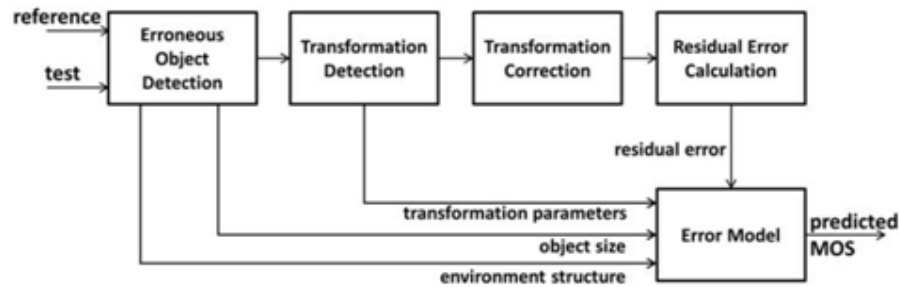 reference
test
Erroneous
Object
Detection
Transformation
Detection
Transformation
Correction
Residual Error
Calculation
residual error
transformation parameters
object size
environment structure
Error Model
predicted
MOS